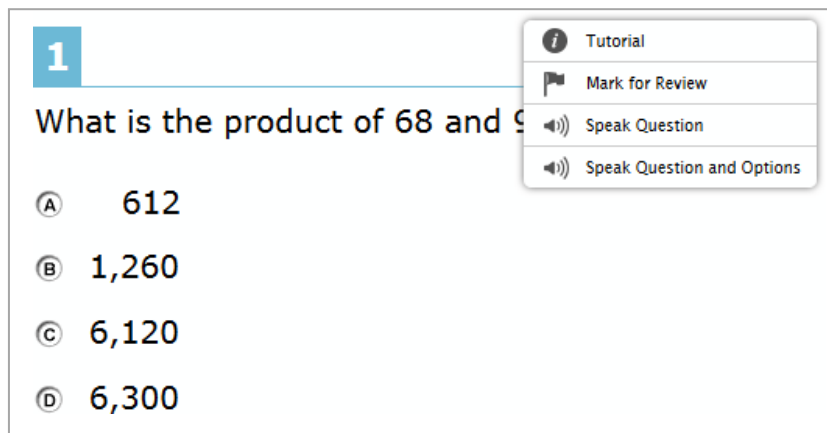 1
What is the product of 68 and
A 612
B 1,260
C 6,120
D 6,300
i Tutorial
Mark for Review
Speak Question
Speak Question and Options